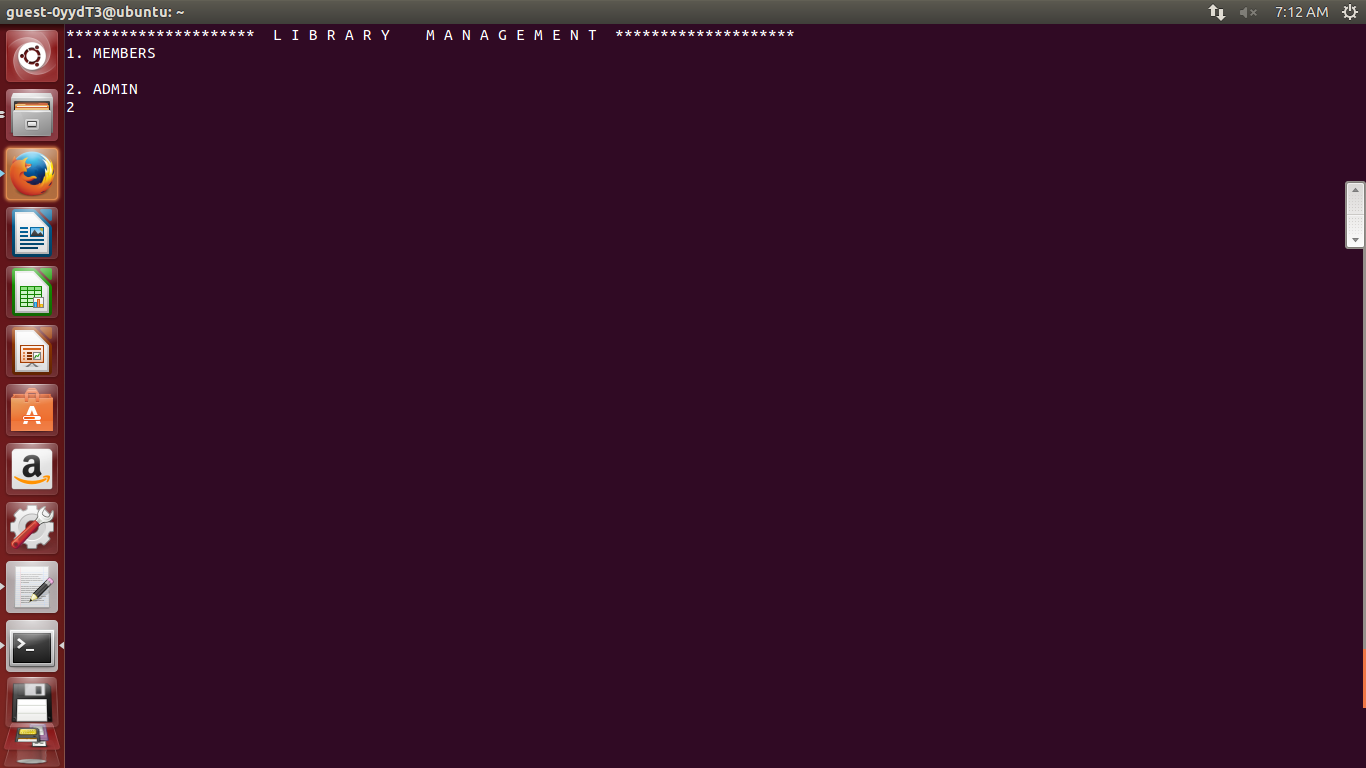 guest-0yydT3@ubuntu: ~
7:12 AM
********************* L I B R A R Y   M A N A G E M E N T ********************
1. MEMBERS
2. ADMIN
2